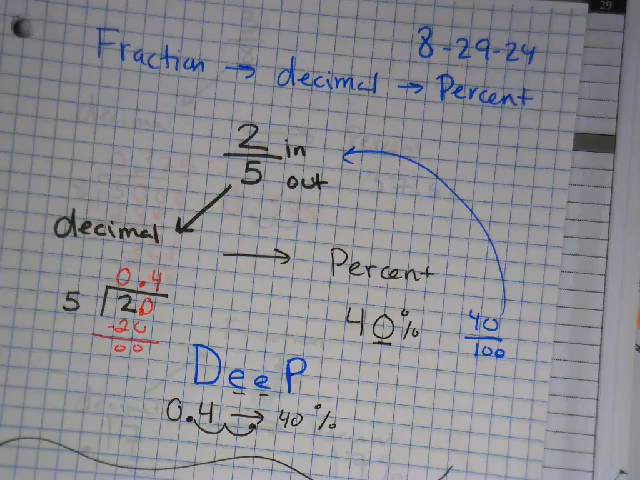 8-29-24
Fraction → decimal → Percent
2 in
5 out
decimal → Percent
0.4
5 20
-20
00
40%
40
100
DeeP
0.4 → 40%
29